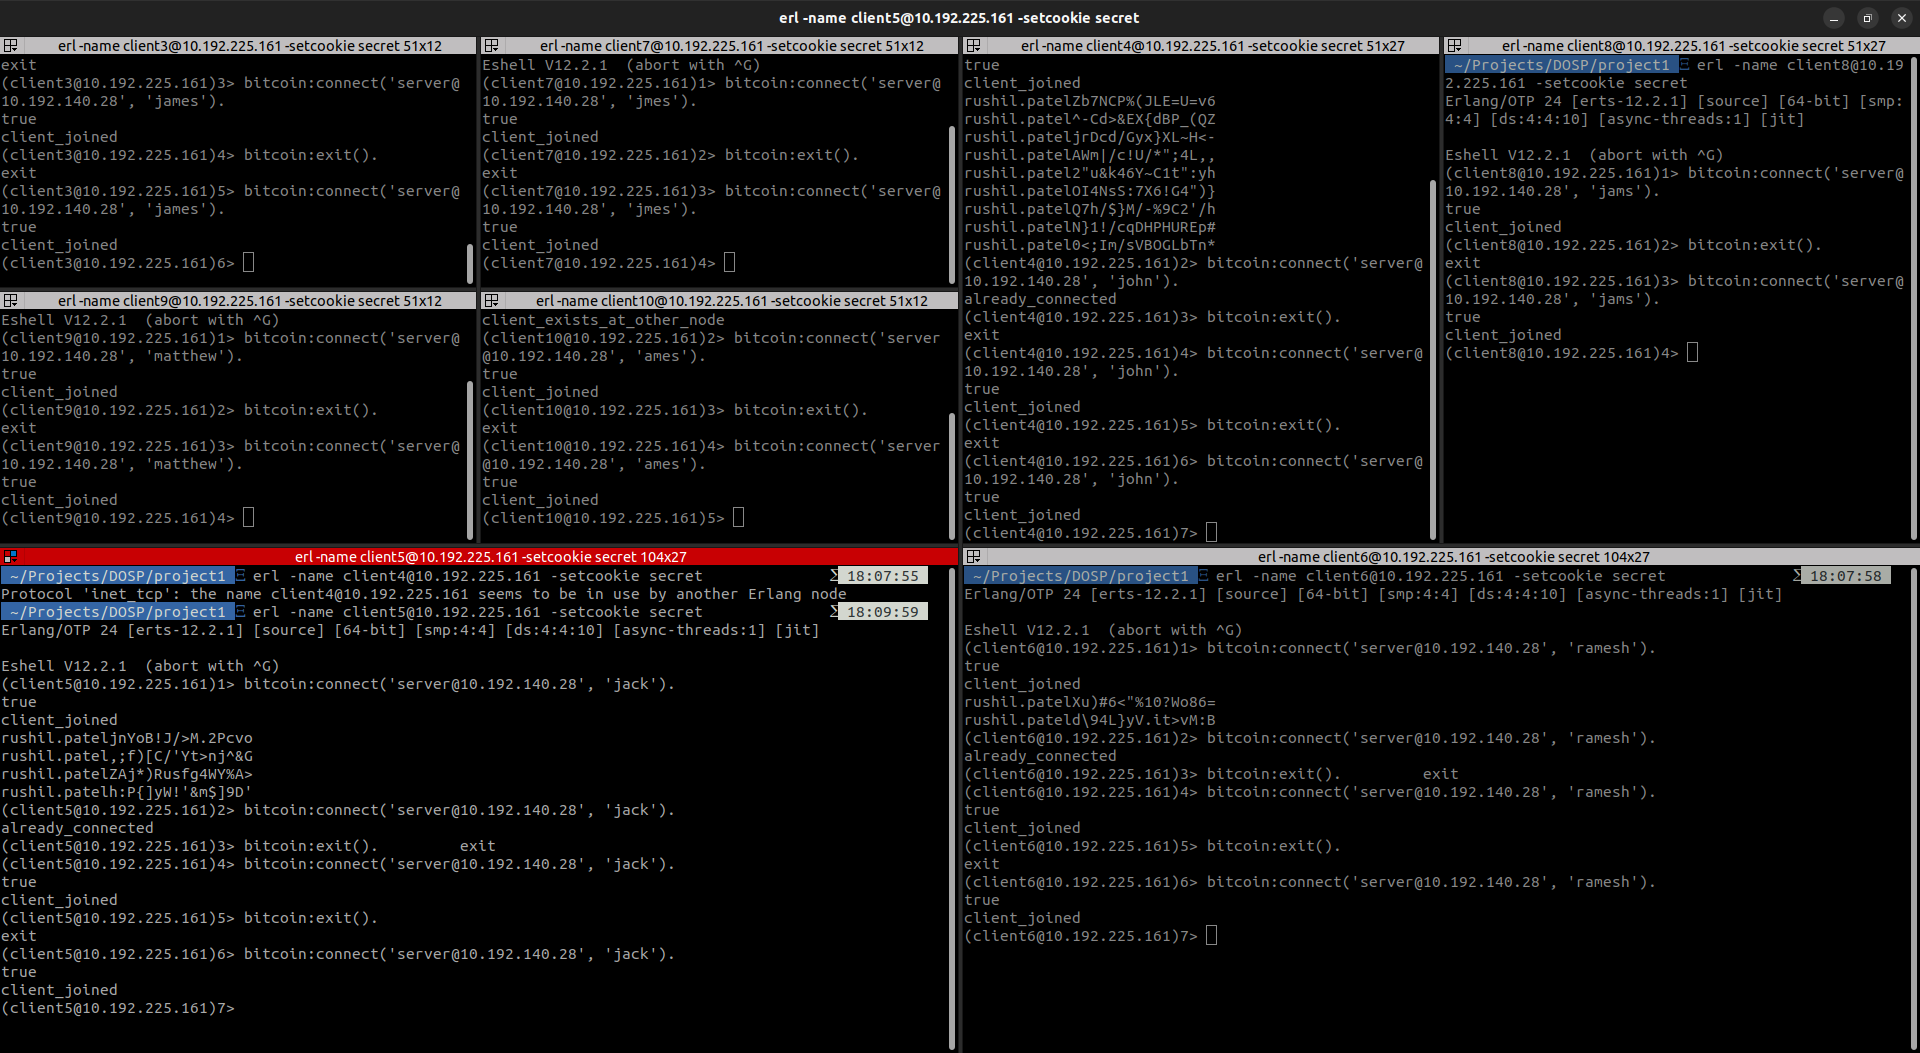 erl -name client5@10.192.225.161 -setcookie secret
erl -name client3@10.192.225.161 -setcookie secret 51x12
exit
(client3@10.192.225.161)3> bitcoin:connect('server@
10.192.140.28', 'james').
true
client_joined
(client3@10.192.225.161)4> bitcoin:exit().
exit
(client3@10.192.225.161)5> bitcoin:connect('server@
10.192.140.28', 'james').
true
client_joined
(client3@10.192.225.161)6>
erl -name client7@10.192.225.161 -setcookie secret 51x12
Eshell V12.2.1  (abort with ^G)
(client7@10.192.225.161)1> bitcoin:connect('server@
10.192.140.28', 'jmes').
true
client_joined
(client7@10.192.225.161)2> bitcoin:exit().
exit
(client7@10.192.225.161)3> bitcoin:connect('server@
10.192.140.28', 'jmes').
true
client_joined
(client7@10.192.225.161)4>
erl -name client4@10.192.225.161 -setcookie secret 51x27
true
client_joined
rushil.patelZb7NCP%(JLE=U=v6
rushil.patel^-Cd>&EX{dBP_(QZ
rushil.pateljrDcd/Gyx}XL~H<-
rushil.patelAWm|/c!U/*";4L,,
rushil.patel2"u&k46Y~C1t":yh
rushil.patelOI4NsS:7X6!G4")}
rushil.patelQ7h/$}M/-%9C2'/h
rushil.patelN}1!/cqDHPHUREp#
rushil.patel0<;Im/sVBOGLbTn*
(client4@10.192.225.161)2> bitcoin:connect('server@
10.192.140.28', 'john').
already_connected
(client4@10.192.225.161)3> bitcoin:exit().
exit
(client4@10.192.225.161)4> bitcoin:connect('server@
10.192.140.28', 'john').
true
client_joined
(client4@10.192.225.161)5> bitcoin:exit().
exit
(client4@10.192.225.161)6> bitcoin:connect('server@
10.192.140.28', 'john').
true
client_joined
(client4@10.192.225.161)7>
erl -name client8@10.192.225.161 -setcookie secret 51x27
~/Projects/DOSP/project1 Ξ erl -name client8@10.19
2.225.161 -setcookie secret
Erlang/OTP 24 [erts-12.2.1] [source] [64-bit] [smp:
4:4] [ds:4:4:10] [async-threads:1] [jit]
Eshell V12.2.1  (abort with ^G)
(client8@10.192.225.161)1> bitcoin:connect('server@
10.192.140.28', 'jams').
true
client_joined
(client8@10.192.225.161)2> bitcoin:exit().
exit
(client8@10.192.225.161)3> bitcoin:connect('server@
10.192.140.28', 'jams').
true
client_joined
(client8@10.192.225.161)4>
erl -name client9@10.192.225.161 -setcookie secret 51x12
Eshell V12.2.1  (abort with ^G)
(client9@10.192.225.161)1> bitcoin:connect('server@
10.192.140.28', 'matthew').
true
client_joined
(client9@10.192.225.161)2> bitcoin:exit().
exit
(client9@10.192.225.161)3> bitcoin:connect('server@
10.192.140.28', 'matthew').
true
client_joined
(client9@10.192.225.161)4>
erl -name client10@10.192.225.161 -setcookie secret 51x12
client_exists_at_other_node
(client10@10.192.225.161)2> bitcoin:connect('server
@10.192.140.28', 'ames').
true
client_joined
(client10@10.192.225.161)3> bitcoin:exit().
exit
(client10@10.192.225.161)4> bitcoin:connect('server
@10.192.140.28', 'ames').
true
client_joined
(client10@10.192.225.161)5>
erl -name client5@10.192.225.161 -setcookie secret 104x27
~/Projects/DOSP/project1 Ξ erl -name client4@10.192.225.161 -setcookie secret Σ 18:07:55
Protocol 'inet_tcp': the name client4@10.192.225.161 seems to be in use by another Erlang node
~/Projects/DOSP/project1 Ξ erl -name client5@10.192.225.161 -setcookie secret Σ 18:09:59
Erlang/OTP 24 [erts-12.2.1] [source] [64-bit] [smp:4:4] [ds:4:4:10] [async-threads:1] [jit]
Eshell V12.2.1  (abort with ^G)
(client5@10.192.225.161)1> bitcoin:connect('server@10.192.140.28', 'jack').
true
client_joined
rushil.pateljnYoB!J/>M.2Pcvo
rushil.patel,;f)[C/'Yt>nj^&G
rushil.patelZAj*)Rusfg4WY%A>
rushil.patelh:P{]yW!'&m$]9D'
(client5@10.192.225.161)2> bitcoin:connect('server@10.192.140.28', 'jack').
already_connected
(client5@10.192.225.161)3> bitcoin:exit().         exit
(client5@10.192.225.161)4> bitcoin:connect('server@10.192.140.28', 'jack').
true
client_joined
(client5@10.192.225.161)5> bitcoin:exit().
exit
(client5@10.192.225.161)6> bitcoin:connect('server@10.192.140.28', 'jack').
true
client_joined
(client5@10.192.225.161)7>
erl -name client6@10.192.225.161 -setcookie secret 104x27
~/Projects/DOSP/project1 Ξ erl -name client6@10.192.225.161 -setcookie secret Σ 18:07:58
Erlang/OTP 24 [erts-12.2.1] [source] [64-bit] [smp:4:4] [ds:4:4:10] [async-threads:1] [jit]
Eshell V12.2.1  (abort with ^G)
(client6@10.192.225.161)1> bitcoin:connect('server@10.192.140.28', 'ramesh').
true
client_joined
rushil.patelXu)#6<"%10?Wo86=
rushil.pateld\94L}yV.it>vM:B
(client6@10.192.225.161)2> bitcoin:connect('server@10.192.140.28', 'ramesh').
already_connected
(client6@10.192.225.161)3> bitcoin:exit().         exit
(client6@10.192.225.161)4> bitcoin:connect('server@10.192.140.28', 'ramesh').
true
client_joined
(client6@10.192.225.161)5> bitcoin:exit().
exit
(client6@10.192.225.161)6> bitcoin:connect('server@10.192.140.28', 'ramesh').
true
client_joined
(client6@10.192.225.161)7>